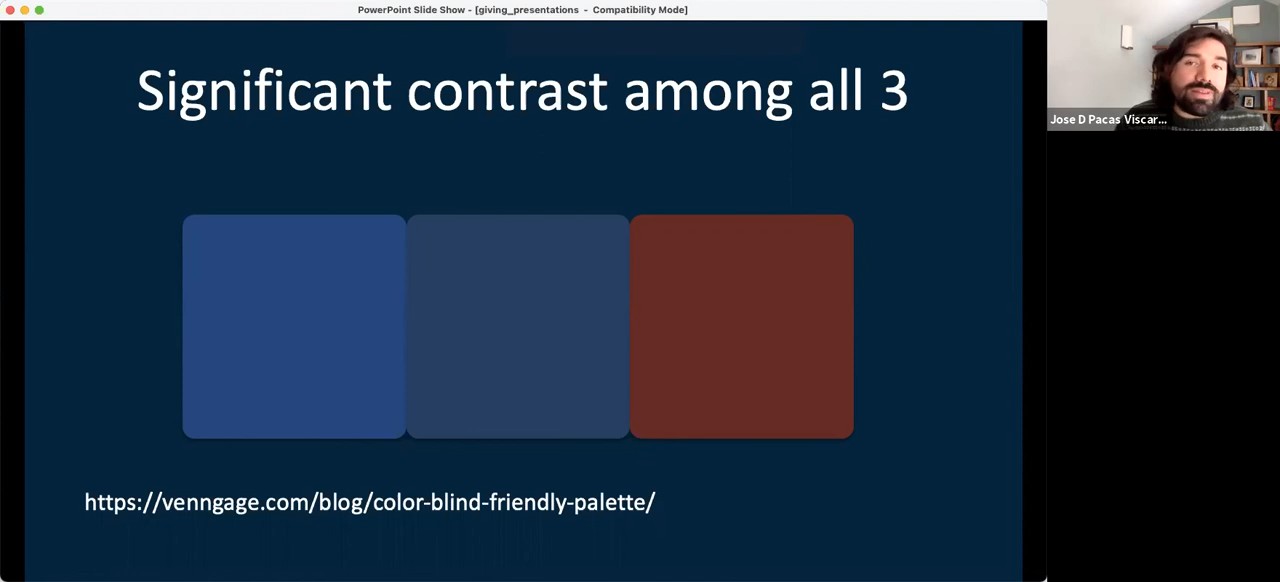 PowerPoint Slide Show - [giving_presentations - Compatibility Mode]
Significant contrast among all 3
Jose D Pacas Viscar...
https://venngage.com/blog/color-blind-friendly-palette/